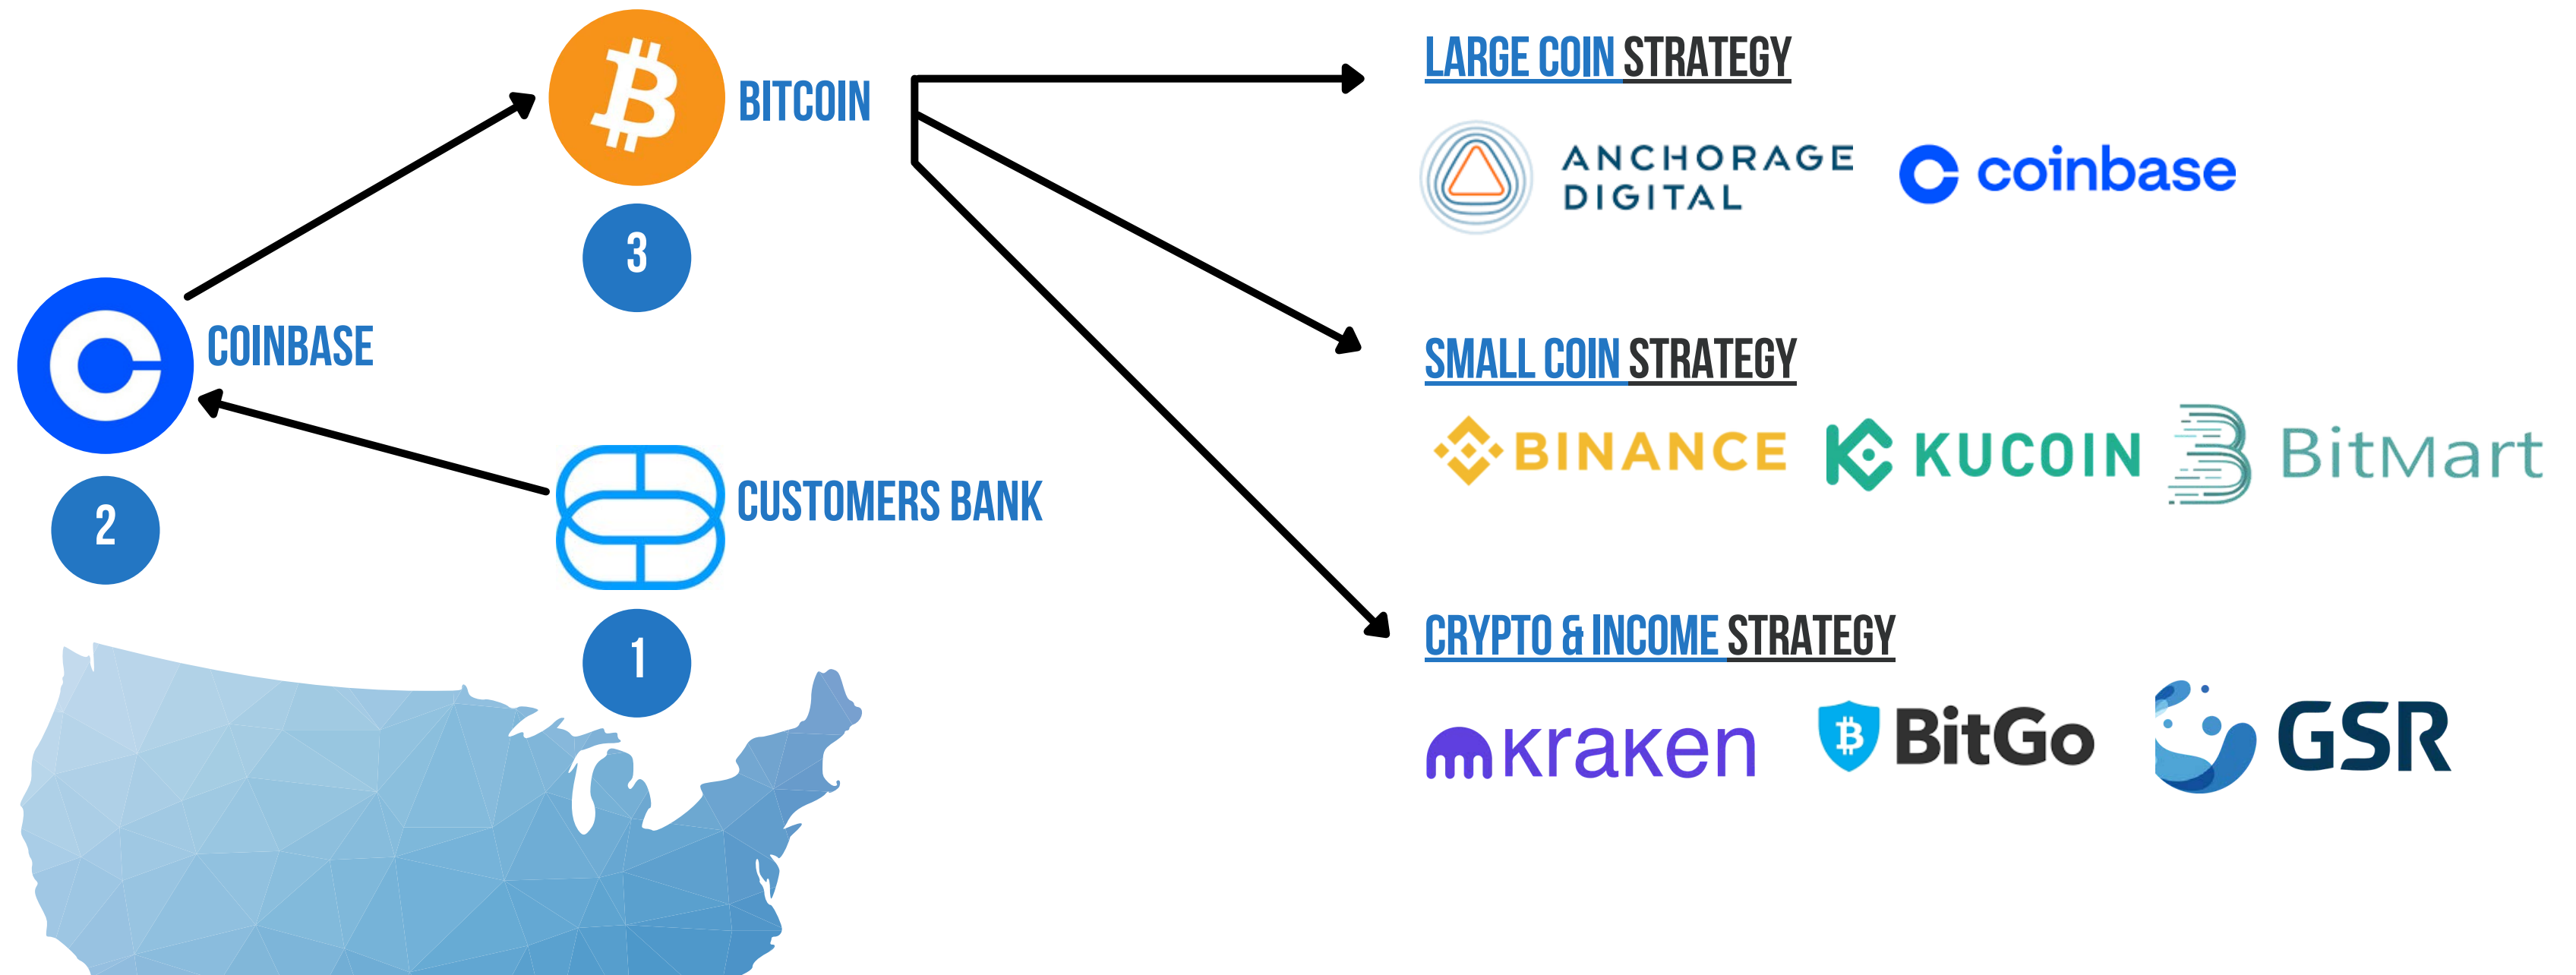 BITCOIN
3
COINBASE
2
CUSTOMERS BANK
1
LARGE COIN STRATEGY
ANCHORAGE
DIGITAL
coinbase
SMALL COIN STRATEGY
BINANCE
KUCOIN
BitMart
CRYPTO & INCOME STRATEGY
kraken
BitGo
GSR